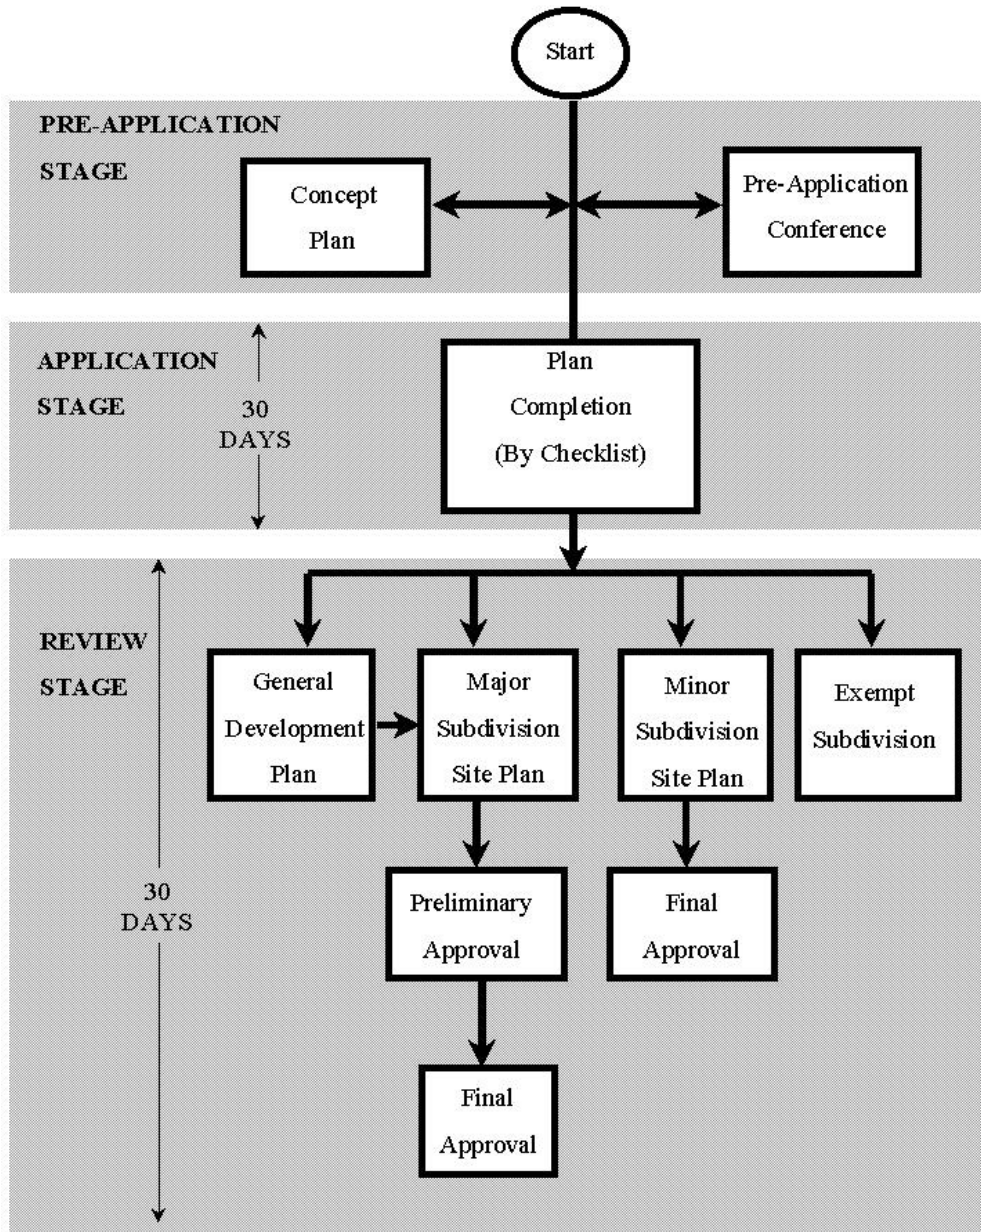 Start
PRE-APPLICATION
STAGE
Concept
Plan
Pre-Application
Conference
APPLICATION
STAGE
30
DAYS
Plan
Completion
(By Checklist)
REVIEW
STAGE
30
DAYS
General
Development
Plan
Major
Subdivision
Site Plan
Minor
Subdivision
Site Plan
Exempt
Subdivision
Preliminary
Approval
Final
Approval
Final
Approval